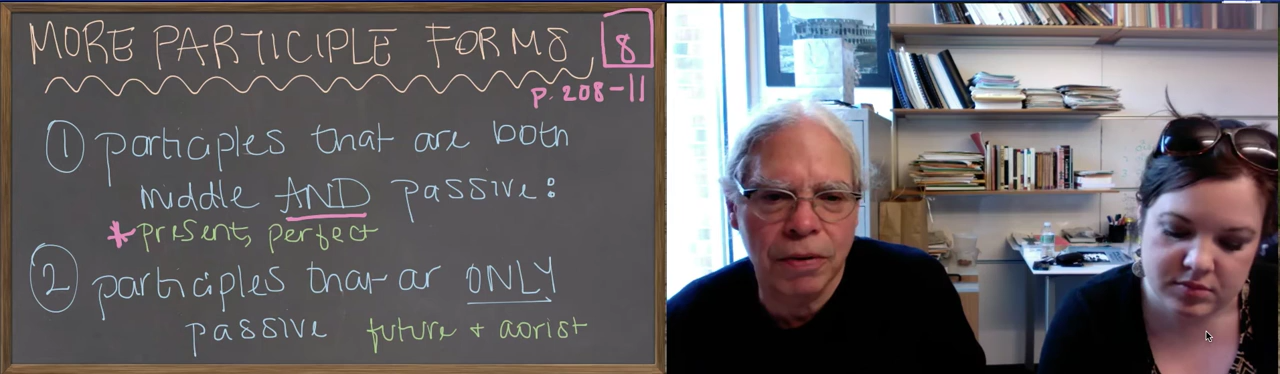 MORE PARTICIPLE FORMS 8
p. 208-11
1 participles that are both
middle AND passive:
* present, perfect
2 participles that ar ONLY
passive future + aorist